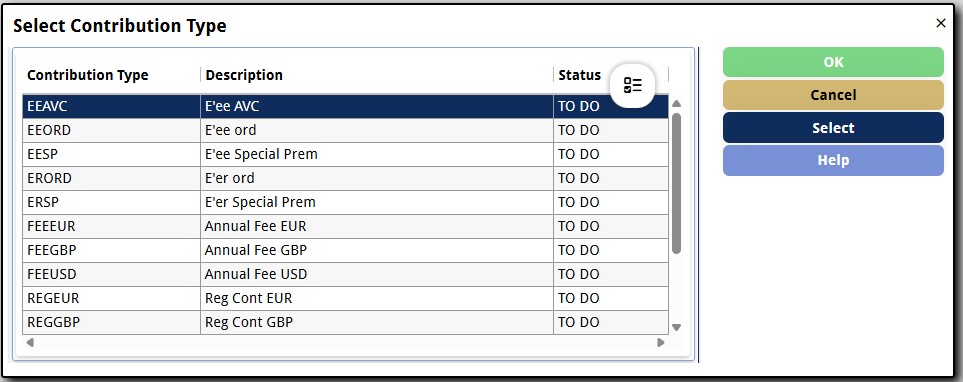 Select Contribution Type
×
Contribution Type Description Status
EEAVC E'ee AVC TO DO
EEORD E'ee ord TO DO
EESP E'ee Special Prem TO DO
ERORD E'er ord TO DO
ERSP E'er Special Prem TO DO
FEEEUR Annual Fee EUR TO DO
FEEGBP Annual Fee GBP TO DO
FEEUSD Annual Fee USD TO DO
REGEUR Reg Cont EUR TO DO
REGGBP Reg Cont GBP TO DO
OK
Cancel
Select
Help